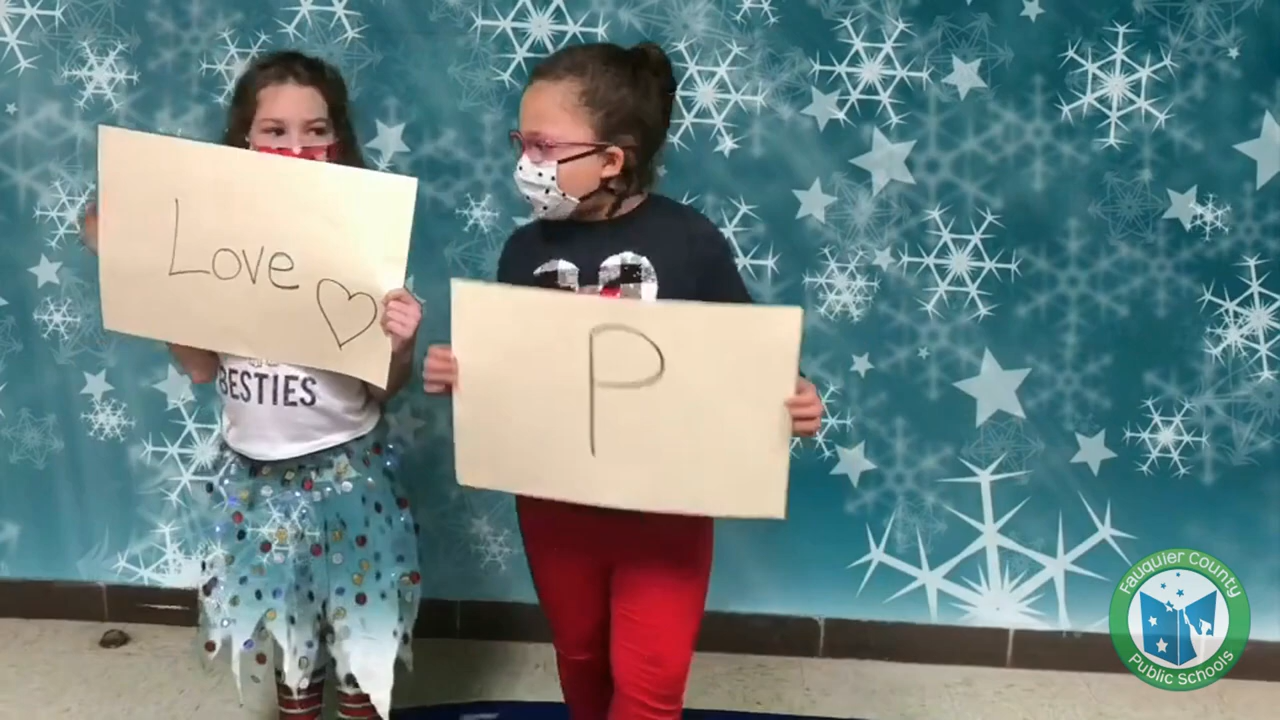 Love ♡
P
BESTIES
Fauquier County
Public Schools